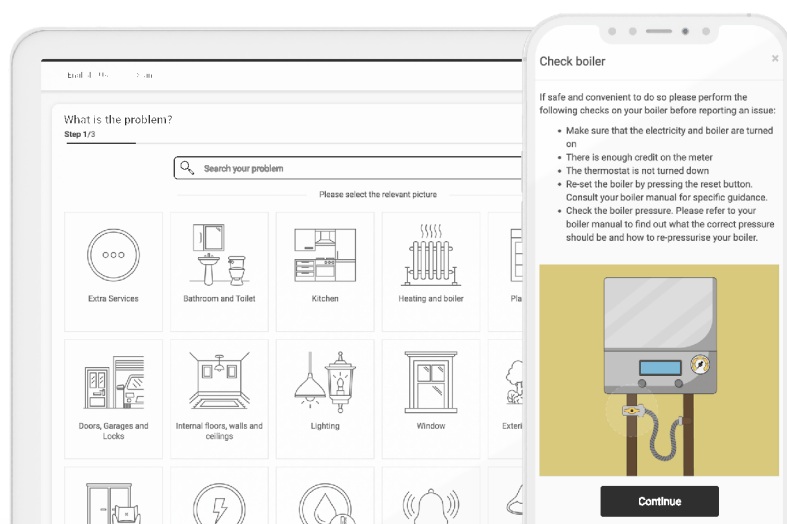 What is the problem?
Step 1/3
Search your problem
Please select the relevant picture
Extra Services
Bathroom and Toilet
Kitchen
Heating and boiler
Doors, Garages and
Locks
Internal floors, walls and
ceilings
Lighting
Window
Check boiler
×
If safe and convenient to do so please perform the
following checks on your boiler before reporting an issue:
• Make sure that the electricity and boiler are turned
on
• There is enough credit on the meter
• The thermostat is not turned down
• Re-set the boiler by pressing the reset button.
Consult your boiler manual for specific guidance.
• Check the boiler pressure. Please refer to your
boiler manual to find out what the correct pressure
should be and how to re-pressurise your boiler.
Continue